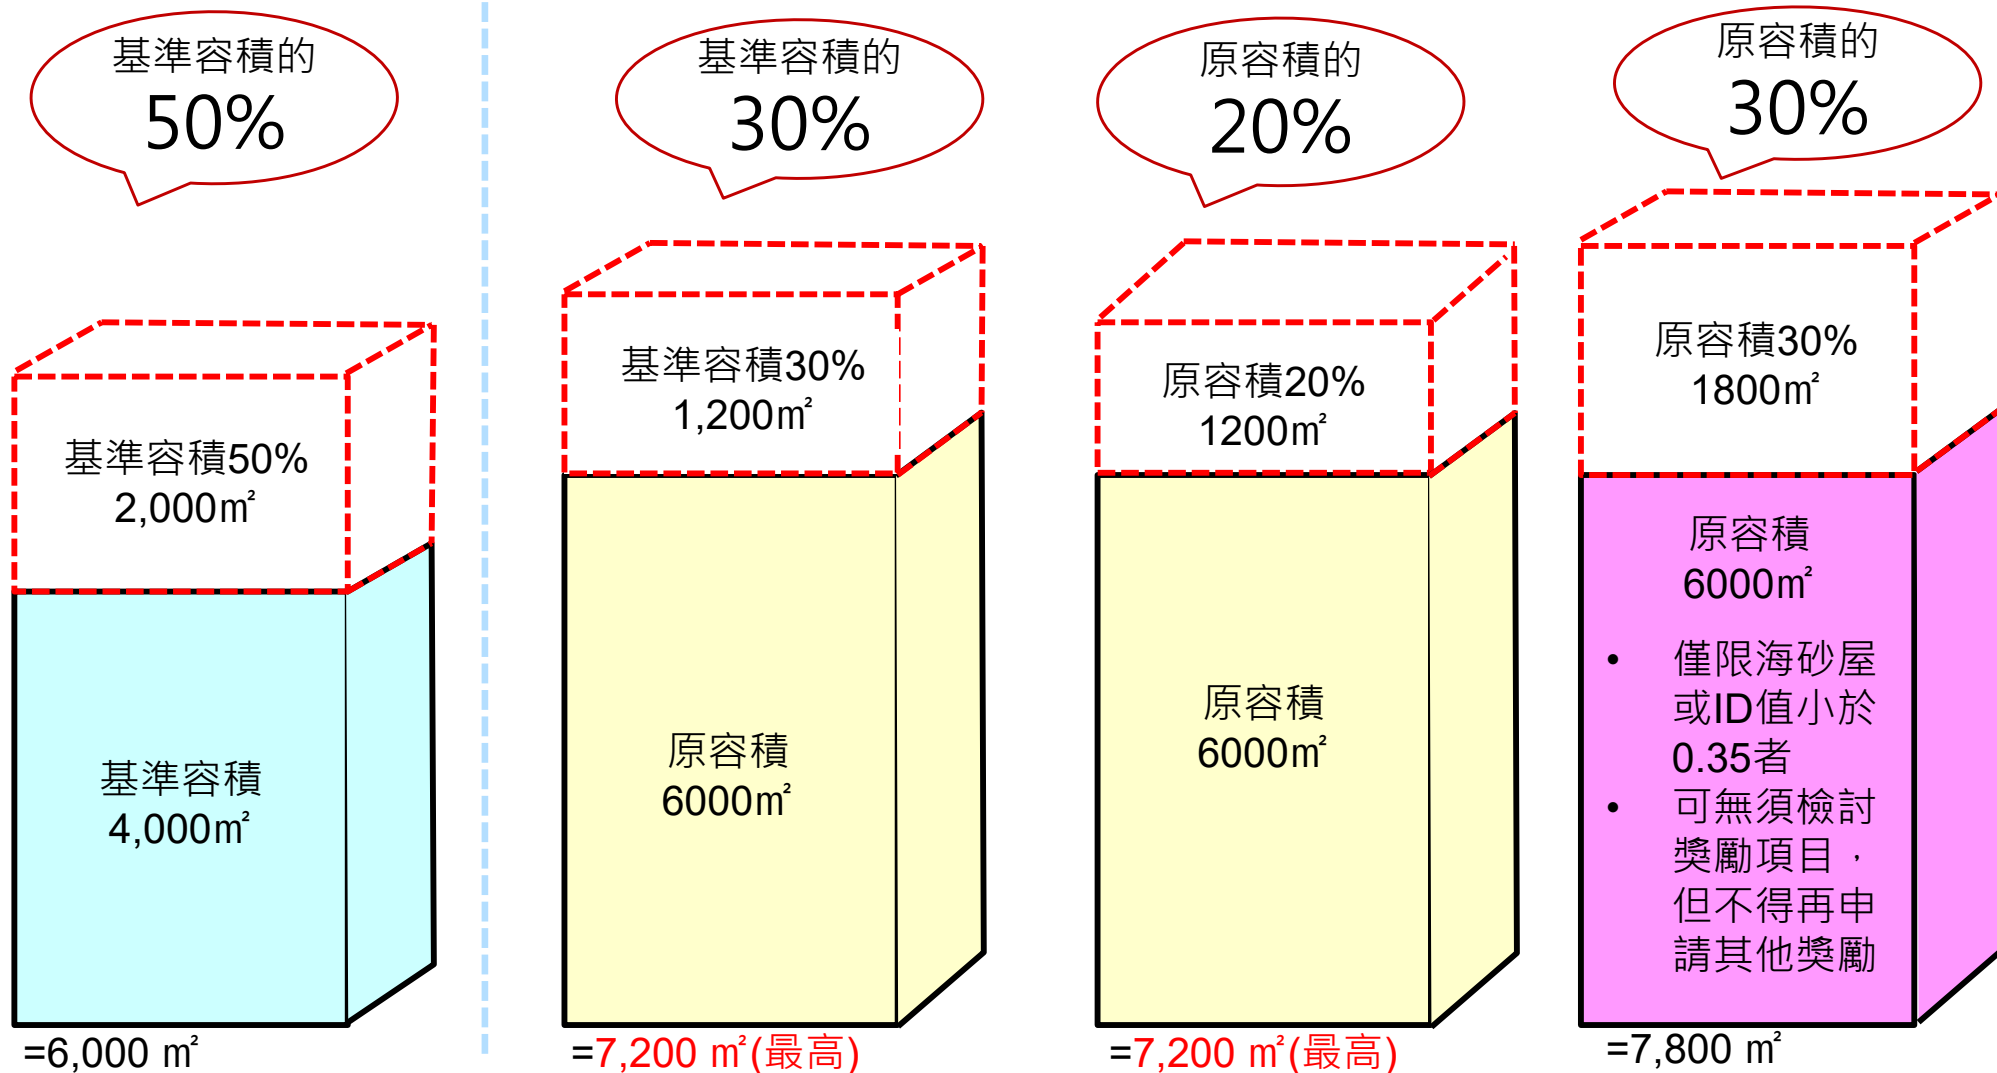 基準容積的
50%
基準容積50%
2,000㎡
基準容積
4,000㎡
=6,000 ㎡
基準容積的
30%
基準容積30%
1,200㎡
原容積
6000㎡
=7,200 ㎡(最高)
原容積的
20%
原容積20%
1200㎡
原容積
6000㎡
=7,200 ㎡(最高)
原容積的
30%
原容積30%
1800㎡
原容積
6000㎡
• 僅限海砂屋
或ID值小於
0.35者
• 可無須檢討
獎勵項目，
但不得再申
請其他獎勵
=7,800 ㎡